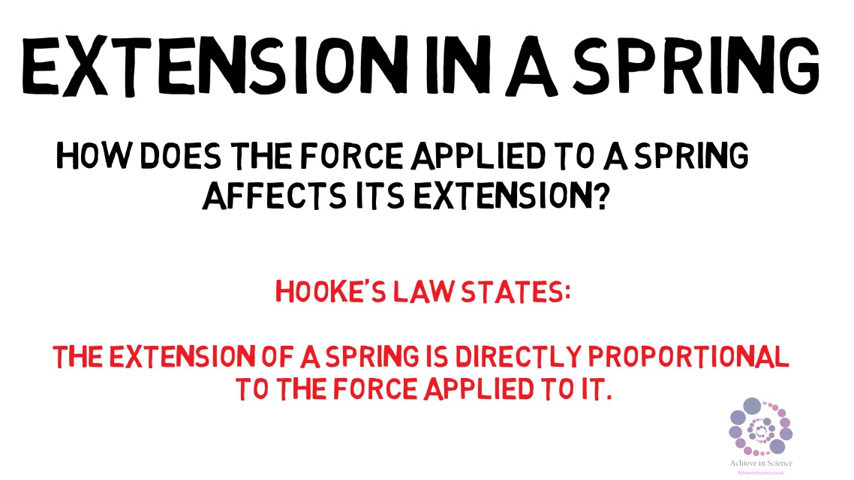 EXTENSION IN A SPRING
HOW DOES THE FORCE APPLIED TO A SPRING
AFFECTS ITS EXTENSION?
HOOKE'S LAW STATES:
THE EXTENSION OF A SPRING IS DIRECTLY PROPORTIONAL
TO THE FORCE APPLIED TO IT.
Achieve in Science